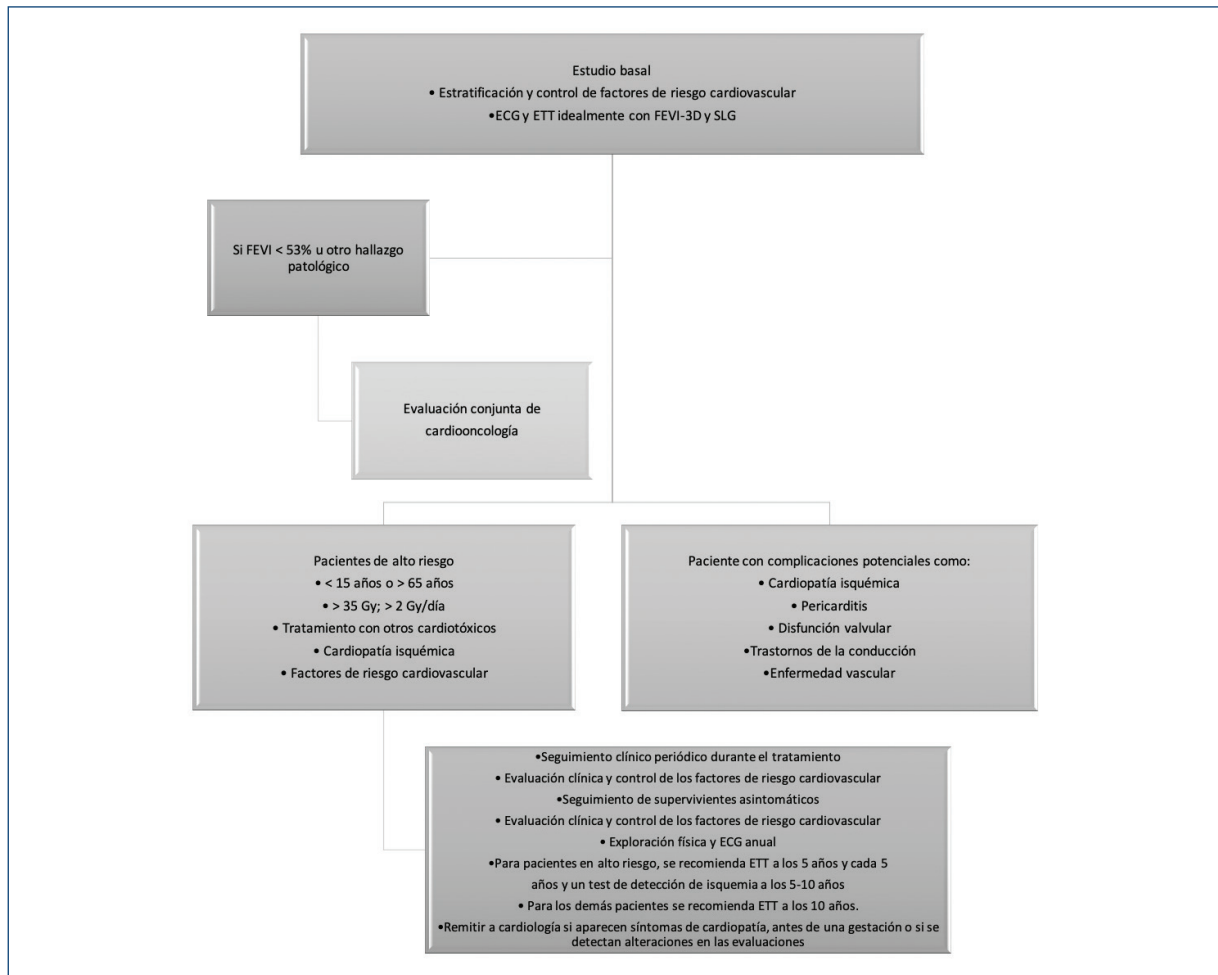 Estudio basal
• Estratificación y control de factores de riesgo cardiovascular
•ECG y ETT idealmente con FEVI-3D y SLG
Si FEVI < 53% u otro hallazgo
patológico
Evaluación conjunta de
cardiooncología
Pacientes de alto riesgo
• < 15 años o > 65 años
• > 35 Gy; > 2 Gy/día
• Tratamiento con otros cardiotóxicos
• Cardiopatía isquémica
• Factores de riesgo cardiovascular
Paciente con complicaciones potenciales como:
• Cardiopatía isquémica
• Pericarditis
• Disfunción valvular
•Trastornos de la conducción
•Enfermedad vascular
•Seguimiento clínico periódico durante el tratamiento
• Evaluación clínica y control de los factores de riesgo cardiovascular
•Seguimiento de supervivientes asintomáticos
• Evaluación clínica y control de los factores de riesgo cardiovascular
• Exploración física y ECG anual
•Para pacientes en alto riesgo, se recomienda ETT a los 5 años y cada 5
años y un test de detección de isquemia a los 5-10 años
• Para los demás pacientes se recomienda ETT a los 10 años.
•Remitir a cardiología si aparecen síntomas de cardiopatía, antes de una gestación o si se
detectan alteraciones en las evaluaciones